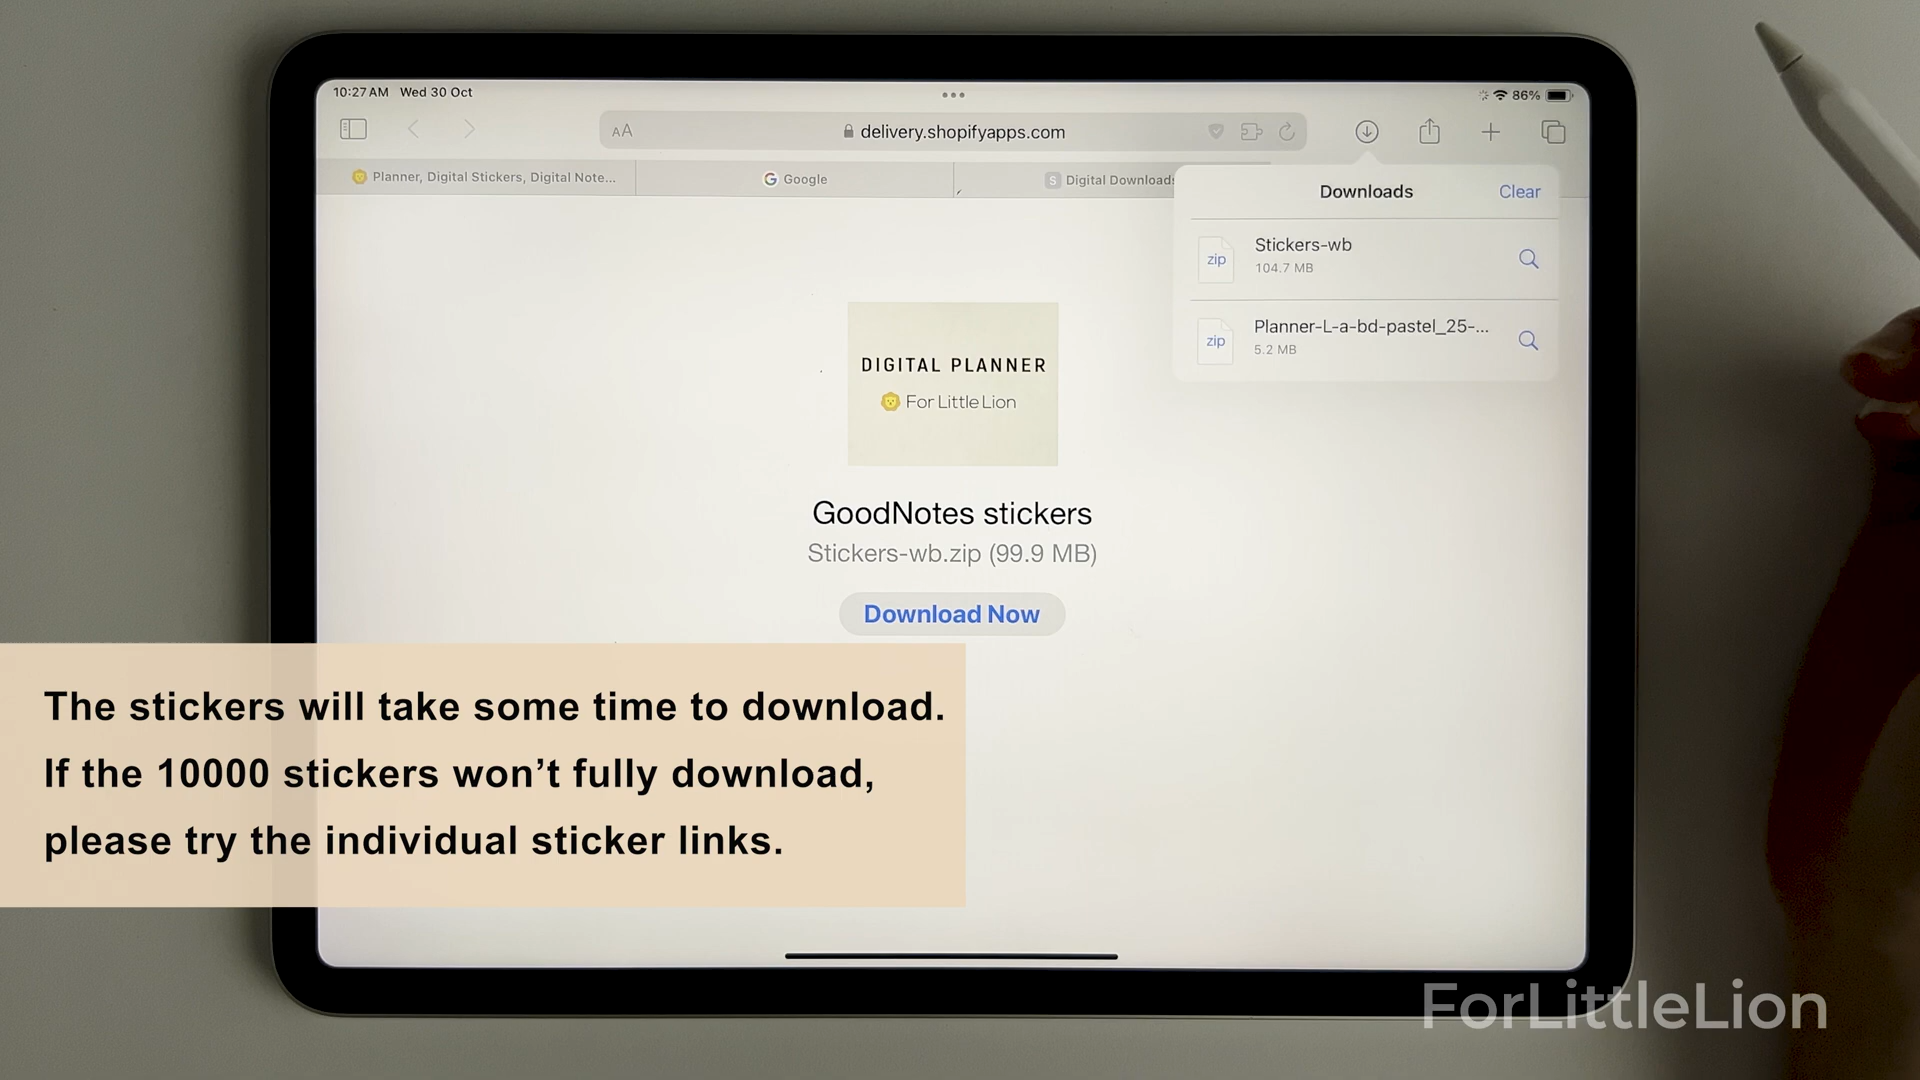 10:27 AM Wed 30 Oct
86%
AA
delivery.shopifyapps.com
Planner, Digital Stickers, Digital Note...
Google
S
Digital Downloads
Downloads
Clear
zip
Stickers-wb
104.7 MB
zip
Planner-L-a-bd-pastel_25-...
5.2 MB
DIGITAL PLANNER
For Little Lion
GoodNotes stickers
Stickers-wb.zip (99.9 MB)
Download Now
The stickers will take some time to download.
If the 10000 stickers won’t fully download,
please try the individual sticker links.
ForLittleLion